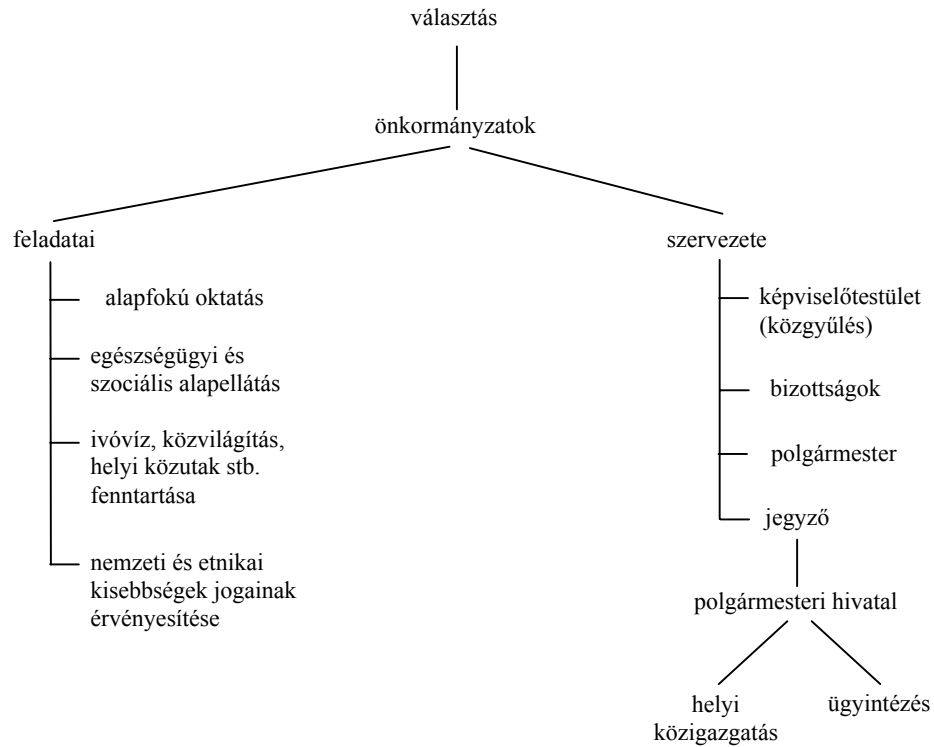 választás
önkormányzatok
feladatai
alapfokú oktatás
egészségügyi és
szociális alapellátás
ivóvíz, közvilágítás,
helyi közutak stb.
fenntartása
nemzeti és etnikai
kisebbségek jogainak
érvényesítése
szervezete
képviselőtestület
(közgyűlés)
bizottságok
polgármester
jegyző
polgármesteri hivatal
helyi
közigazgatás
ügyintézés